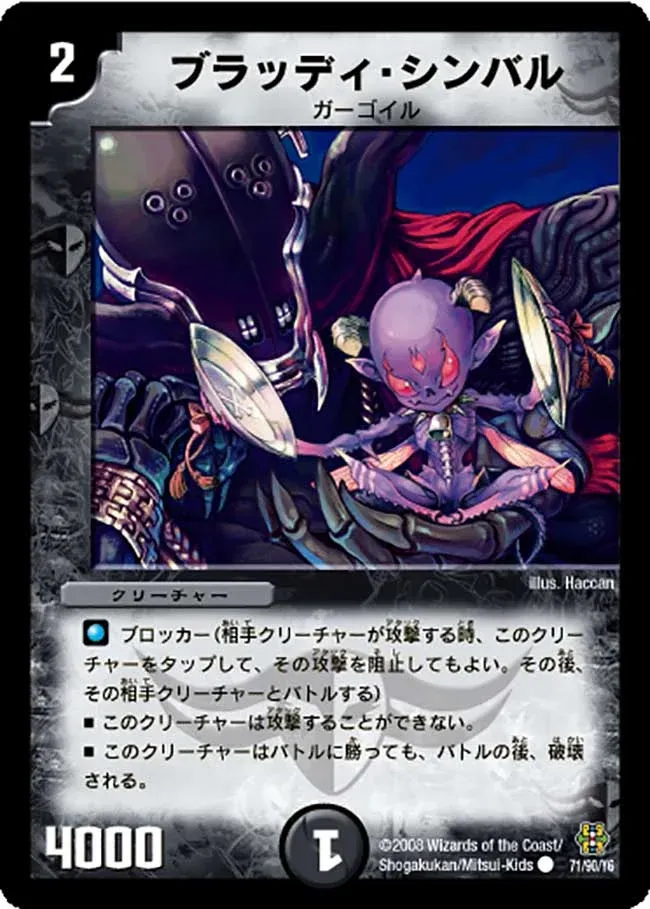 2
ブラッディ・シンバル
ガーゴイル
illus. Haccan
クリーチャー
ブロッカー(相手クリーチャーが攻撃する時、このクリー
チャーをタップして、その攻撃を阻止してもよい。その後、
その相手クリーチャーとバトルする)
■ このクリーチャーは攻撃することができない。
■ このクリーチャーはバトルに勝っても、バトルの後、破壊
される。
4000
1
©2008 Wizards of the Coast/
Shogakukan/Mitsui-Kids
71/90/Y6